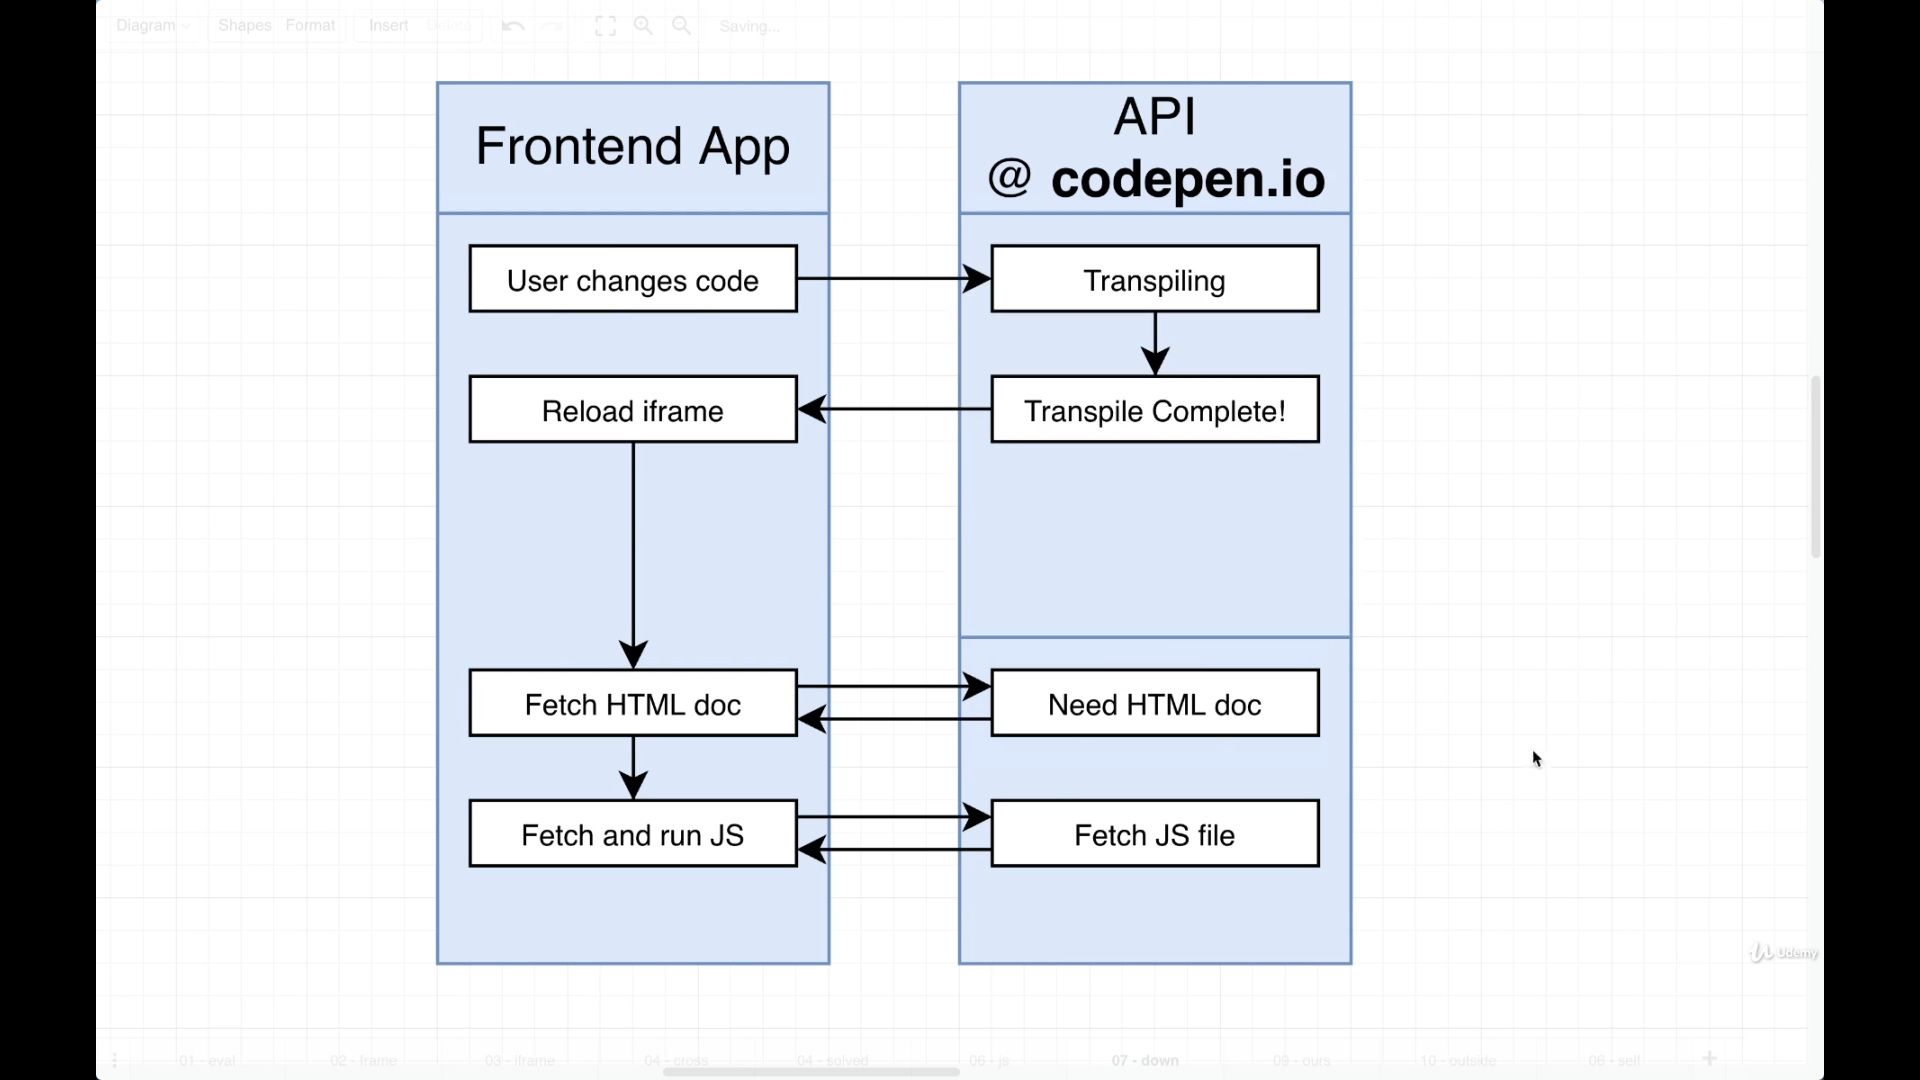 Diagram
Shapes
Format
Insert
Delete
Saving...
Frontend App
API
@ codepen.io
User changes code
Transpiling
Reload iframe
Transpile Complete!
Fetch HTML doc
Need HTML doc
Fetch and run JS
Fetch JS file
Udemy
01 - eval
02 - frame
03 - iframe
04 - cross
04 - solved
06 - js
07 - down
09 - ours
10 - outside
06 - self